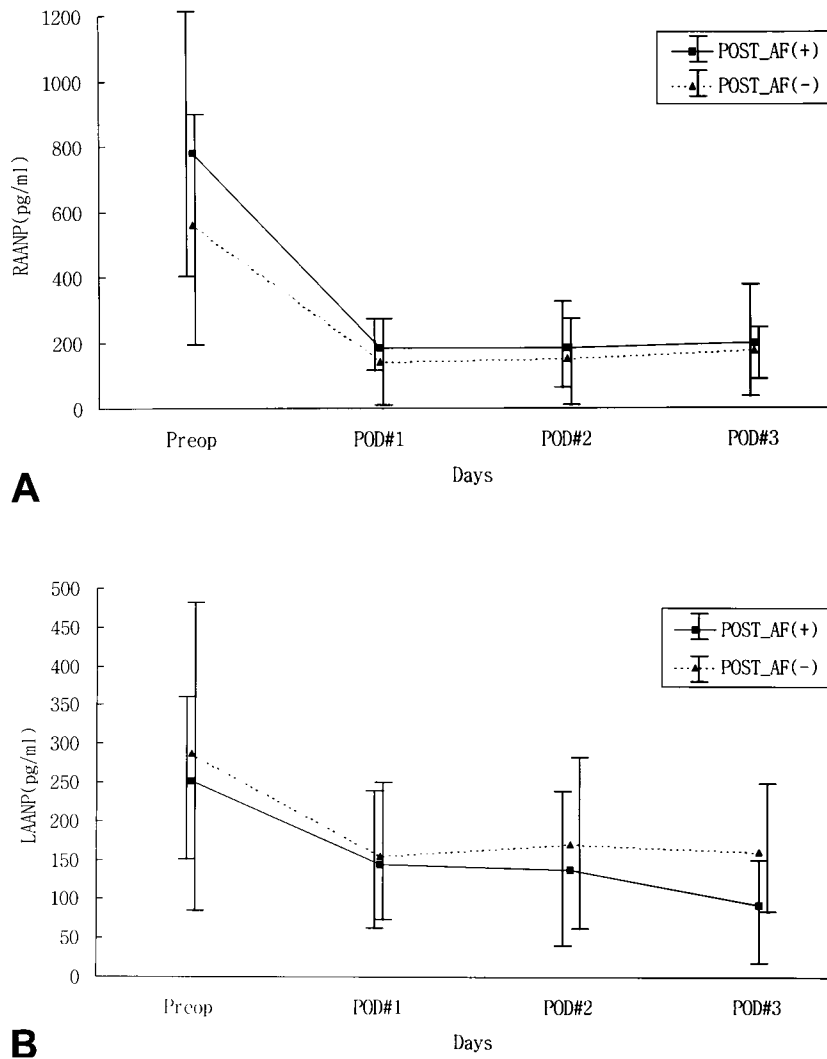 1200
1000
800
600
400
200
0
RAANP(pg/ml)
POST_AF(+)
POST_AF(-)
Preop POD#1 POD#2 POD#3
Days
A
500
450
400
350
300
250
200
150
100
50
0
LAANP(pg/ml)
POST_AF(+)
POST_AF(-)
Preop POD#1 POD#2 POD#3
Days
B